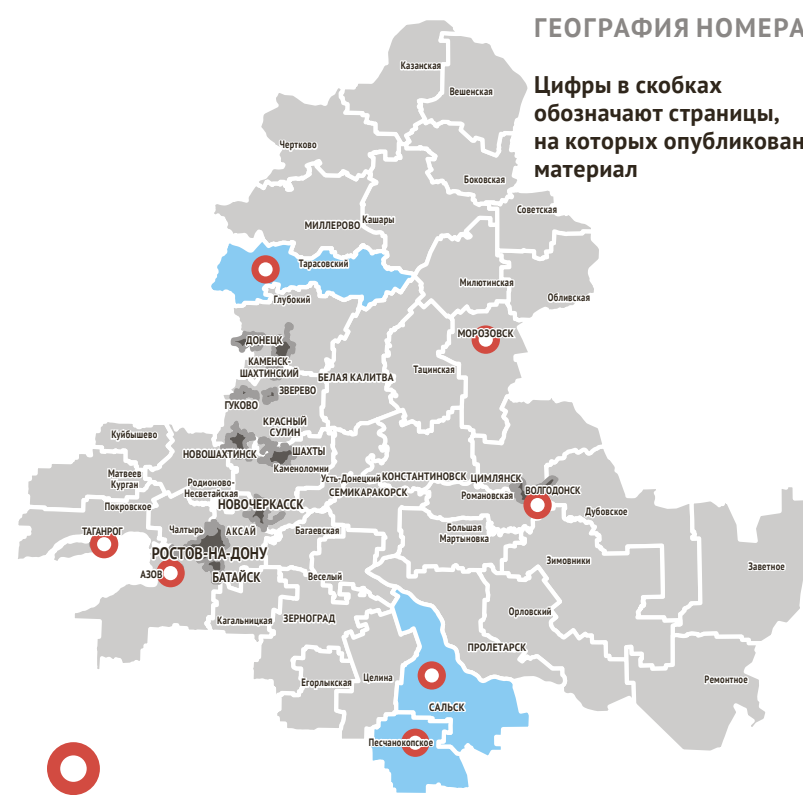 ГЕОГРАФИЯ НОМЕРА
Цифры в скобках
обозначают страницы,
на которых опубликован
материал
Казанская
Вешенская
Чертково
Боковская
Советская
МИЛЛЕРОВО
Кашары
Тарасовский
Милютинская
Глубокий
Обливская
МОРОЗОВСК
ДОНЕЦК
КАМЕНСК-
ШАХТИНСКИЙ
БЕЛАЯ КАЛИТВА
Тацинская
ЗВЕРЕВО
ГУКОВО
КРАСНЫЙ
СУЛИН
Куйбышево
НОВОШАХТИНСК
ШАХТЫ
Каменоломни
Матвеев
Курган
Родионово-
Несветайская
Усть-Донецкий
КОНСТАНТИНОВСК
ЦИМЛЯНСК
СЕМИКАРАКОРСК
Романовская
ВОЛГОДОНСК
Покровское
НОВОЧЕРКАССК
Дубовское
ТАГАНРОГ
Чалтырь
АКСАЙ
Багаевская
Большая
Мартыновка
РОСТОВ-НА-ДОНУ
Зимовники
Заветное
АЗОВ
БАТАЙСК
Веселый
Кагальницкая
ЗЕРНОГРАД
Орловский
ПРОЛЕТАРСК
Егорлыкская
Целина
Ремонтное
САЛЬСК
Песчанокопское